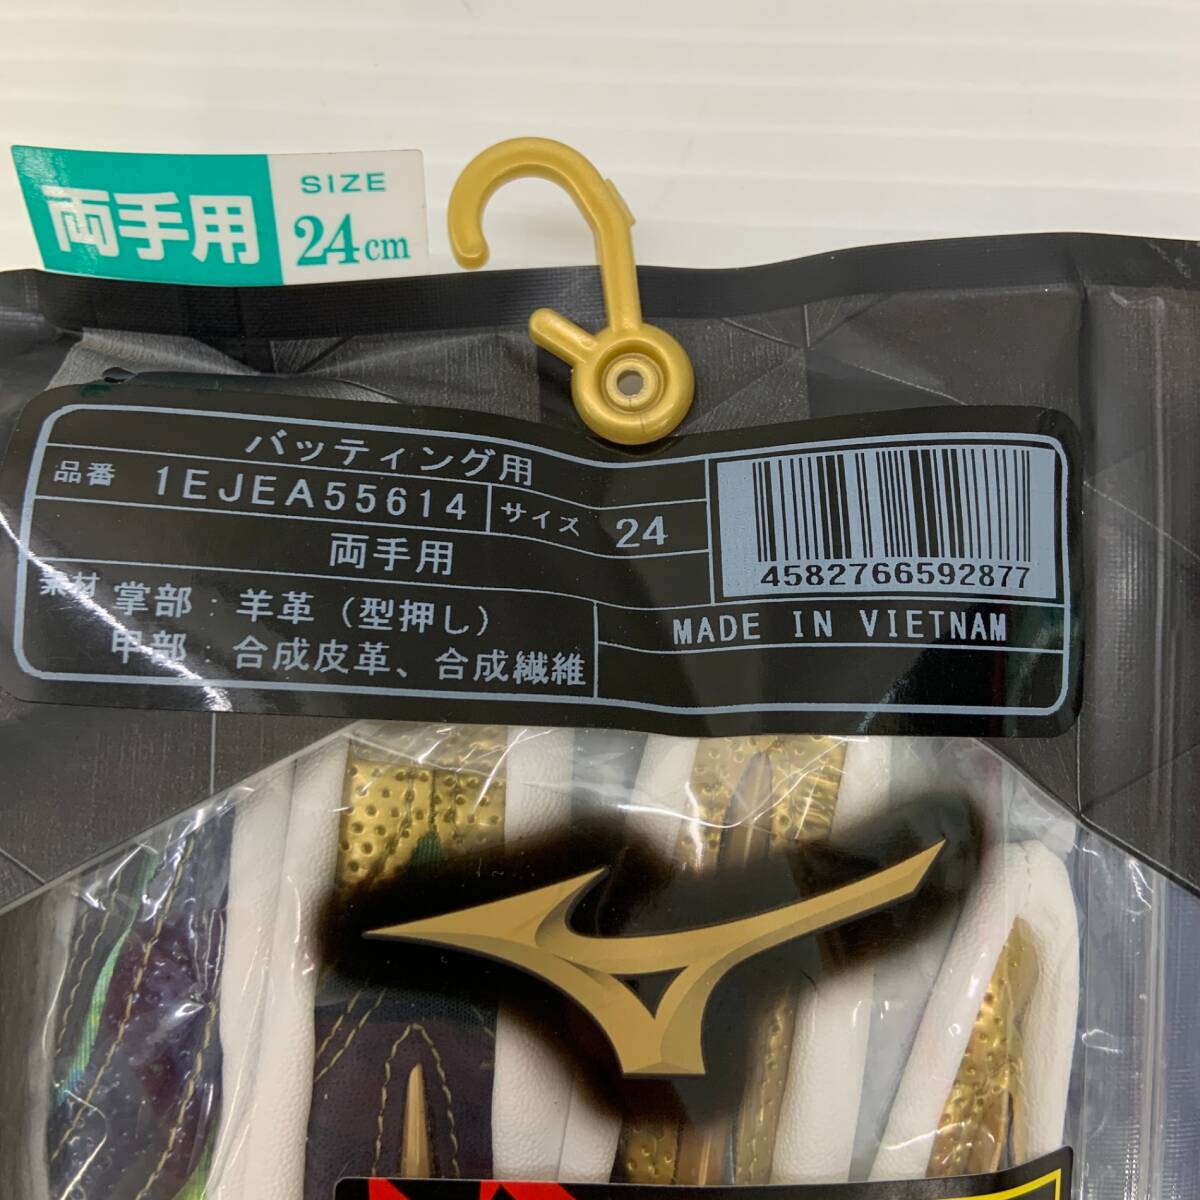 両手用
SIZE
24cm
バッティング用
品番 1EJEA55614 サイズ 24
両手用
素材 掌部:羊革(型押し)
甲部:合成皮革、合成繊維
4582766592877
MADE IN VIETNAM